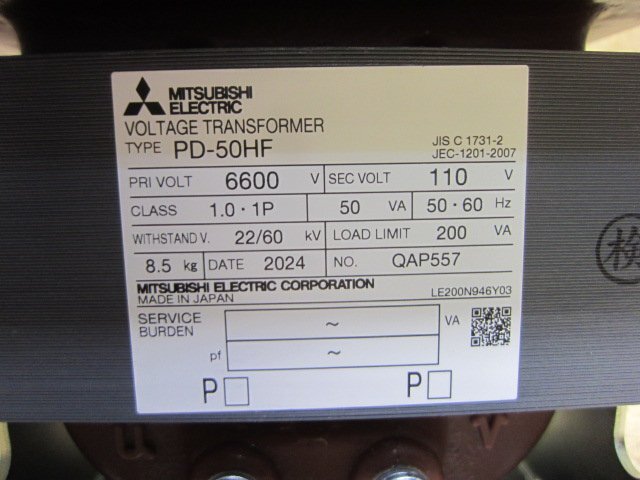 MITSUBISHI
ELECTRIC
VOLTAGE TRANSFORMER
TYPE PD-50HF
JIS C 1731-2
JEC-1201-2007
PRI VOLT 6600 V SEC VOLT 110 V
CLASS 1.0・1P 50 VA 50・60 Hz
WITHSTAND V. 22/60 kV LOAD LIMIT 200 VA
8.5 kg DATE 2024 NO. QAP557
MITSUBISHI ELECTRIC CORPORATION
MADE IN JAPAN
LE200N946Y03
SERVICE
BURDEN
~ VA
pf ~
P□ P□
U V